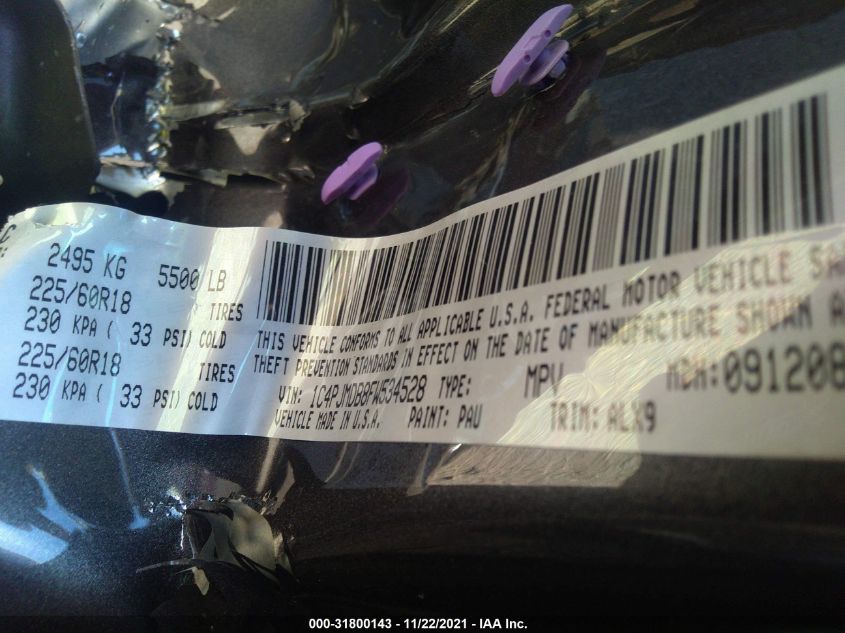 2495 KG 5500 LB
225/60R18 TIRES
230 KPA ( 33 PSI) COLD
225/60R18 TIRES
230 KPA ( 33 PSI) COLD
THIS VEHICLE CONFORMS TO ALL APPLICABLE U.S.A. FEDERAL MOTOR VEHICLE
THEFT PREVENTION STANDARDS IN EFFECT ON THE DATE OF MANUFACTURE SHOWN
VIN: 1C4PJMDB8FW534528 TYPE: MPV MDH:091208
VEHICLE MADE IN U.S.A. PAINT: PAU TRIM: ALX9
000-31800143 - 11/22/2021 - IAA Inc.